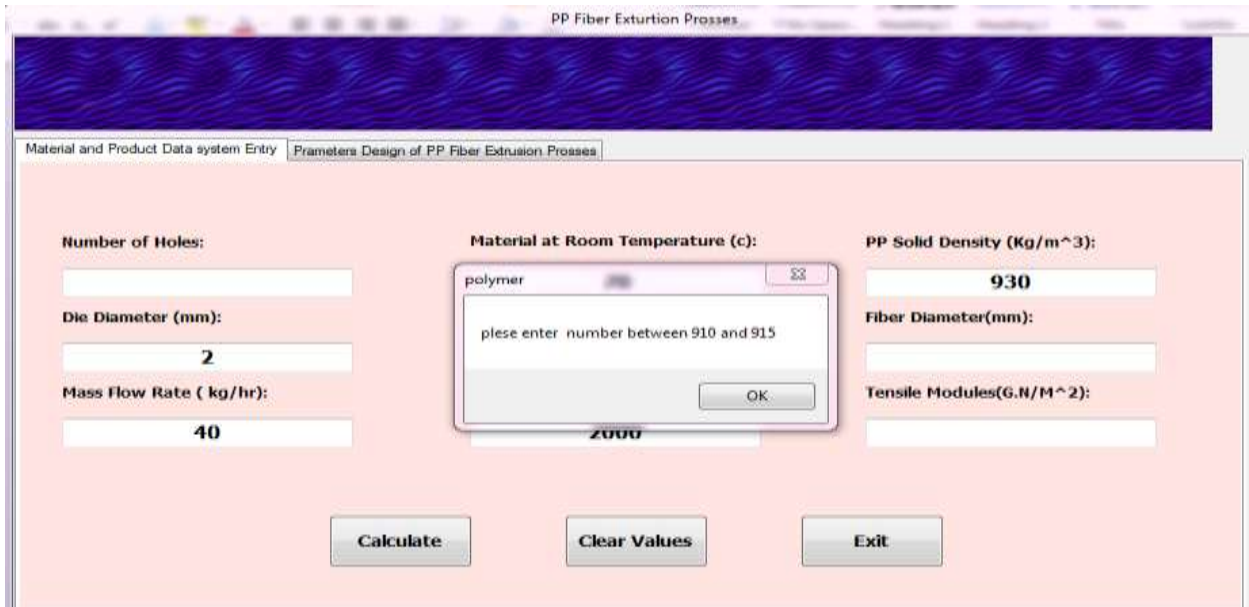 PP Fiber Exturtion Prosses
Material and Product Data system Entry
Prameters Design of PP Fiber Extrusion Prosses
Number of Holes:
Material at Room Temperature (c):
PP Solid Density (Kg/m^3):
930
polymer
plese enter number between 910 and 915
OK
Die Diameter (mm):
2
Fiber Diameter(mm):
Mass Flow Rate ( kg/hr):
40
2000
Tensile Modules(G.N/M^2):
Calculate
Clear Values
Exit